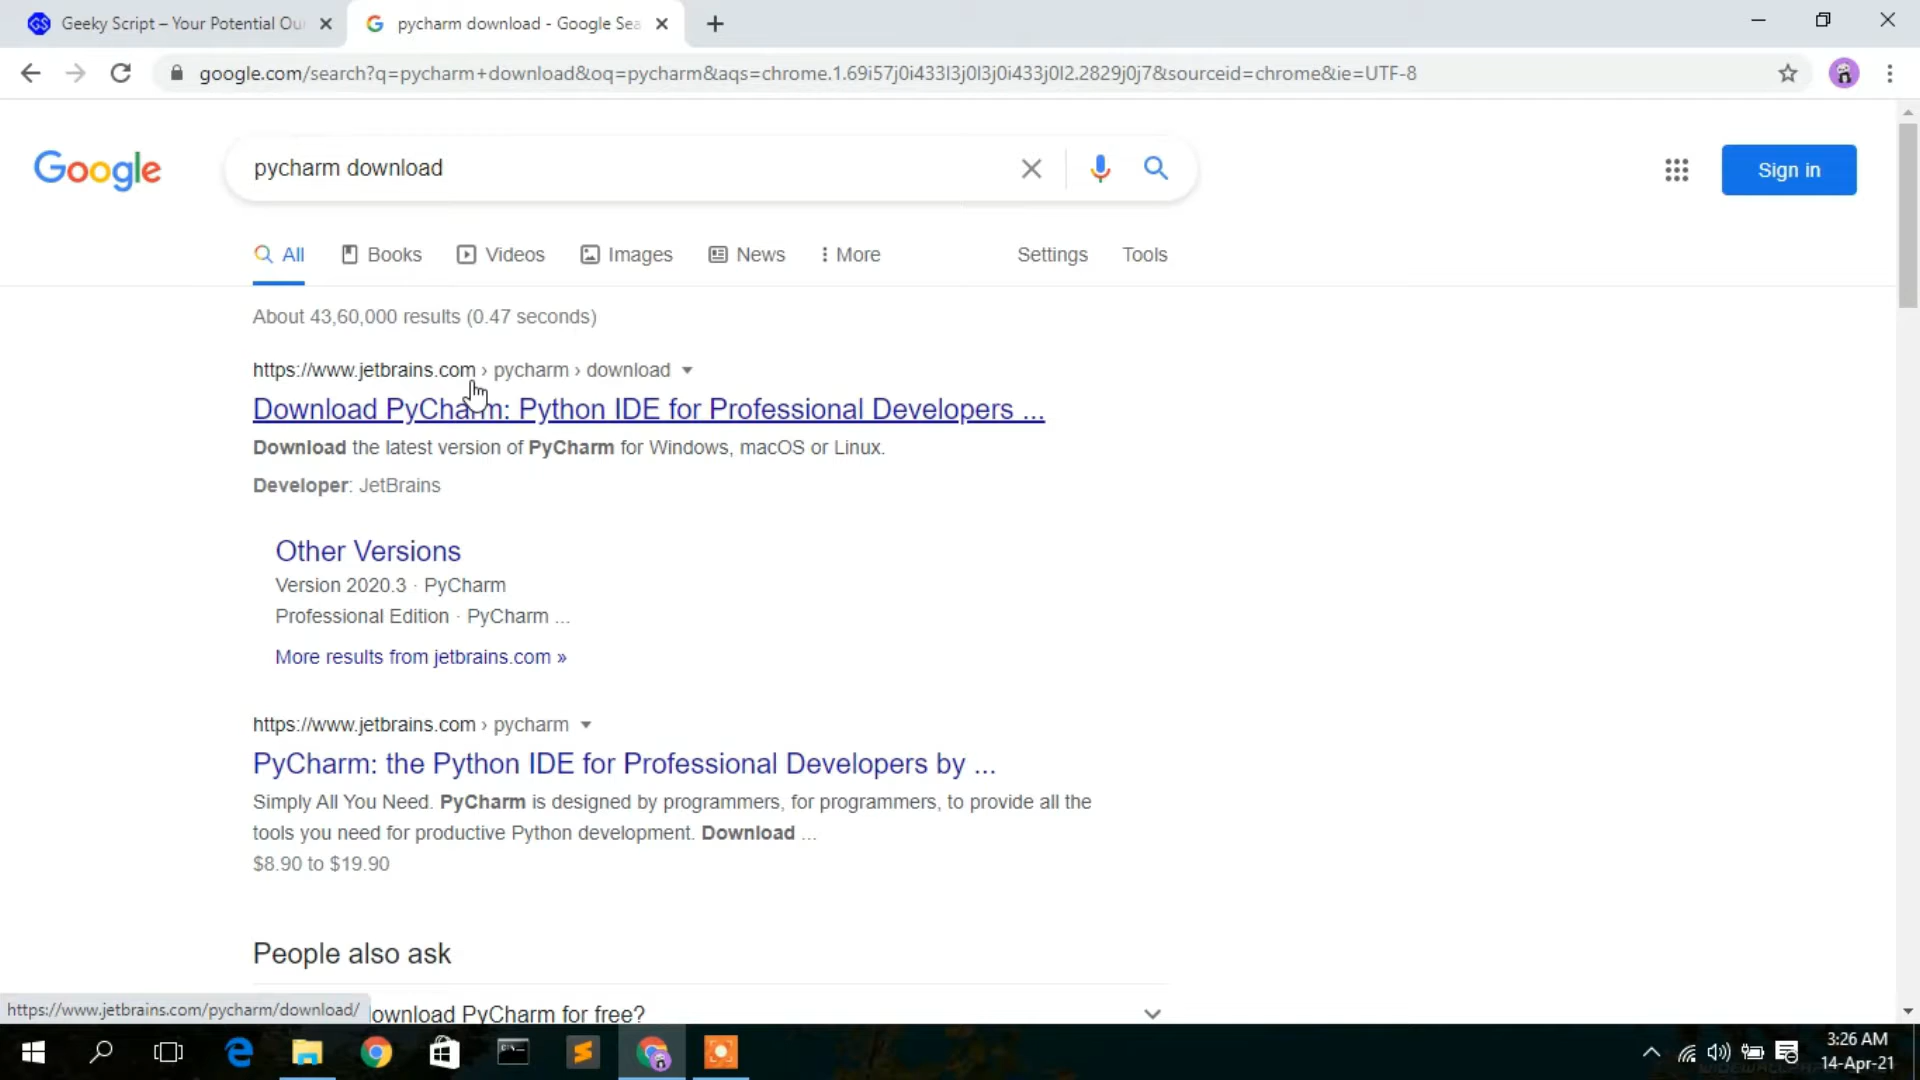 Geeky Script – Your Potential Ou
pycharm download - Google Sea
google.com/search?q=pycharm+download&oq=pycharm&aqs=chrome.1.69i57j0i433l3j0l3j0i433j0l2.2829j0j7&sourceid=chrome&ie=UTF-8
Google
pycharm download
Sign in
All
Books
Videos
Images
News
More
Settings
Tools
About 43,60,000 results (0.47 seconds)
https://www.jetbrains.com › pycharm › download
Download PyCharm: Python IDE for Professional Developers ...
Download the latest version of PyCharm for Windows, macOS or Linux.
Developer: JetBrains
Other Versions
Version 2020.3 · PyCharm
Professional Edition · PyCharm ...
More results from jetbrains.com »
https://www.jetbrains.com › pycharm
PyCharm: the Python IDE for Professional Developers by ...
Simply All You Need. PyCharm is designed by programmers, for programmers, to provide all the
tools you need for productive Python development. Download ...
$8.90 to $19.90
People also ask
ownload PyCharm for free?
https://www.jetbrains.com/pycharm/download/
3:26 AM
14-Apr-21